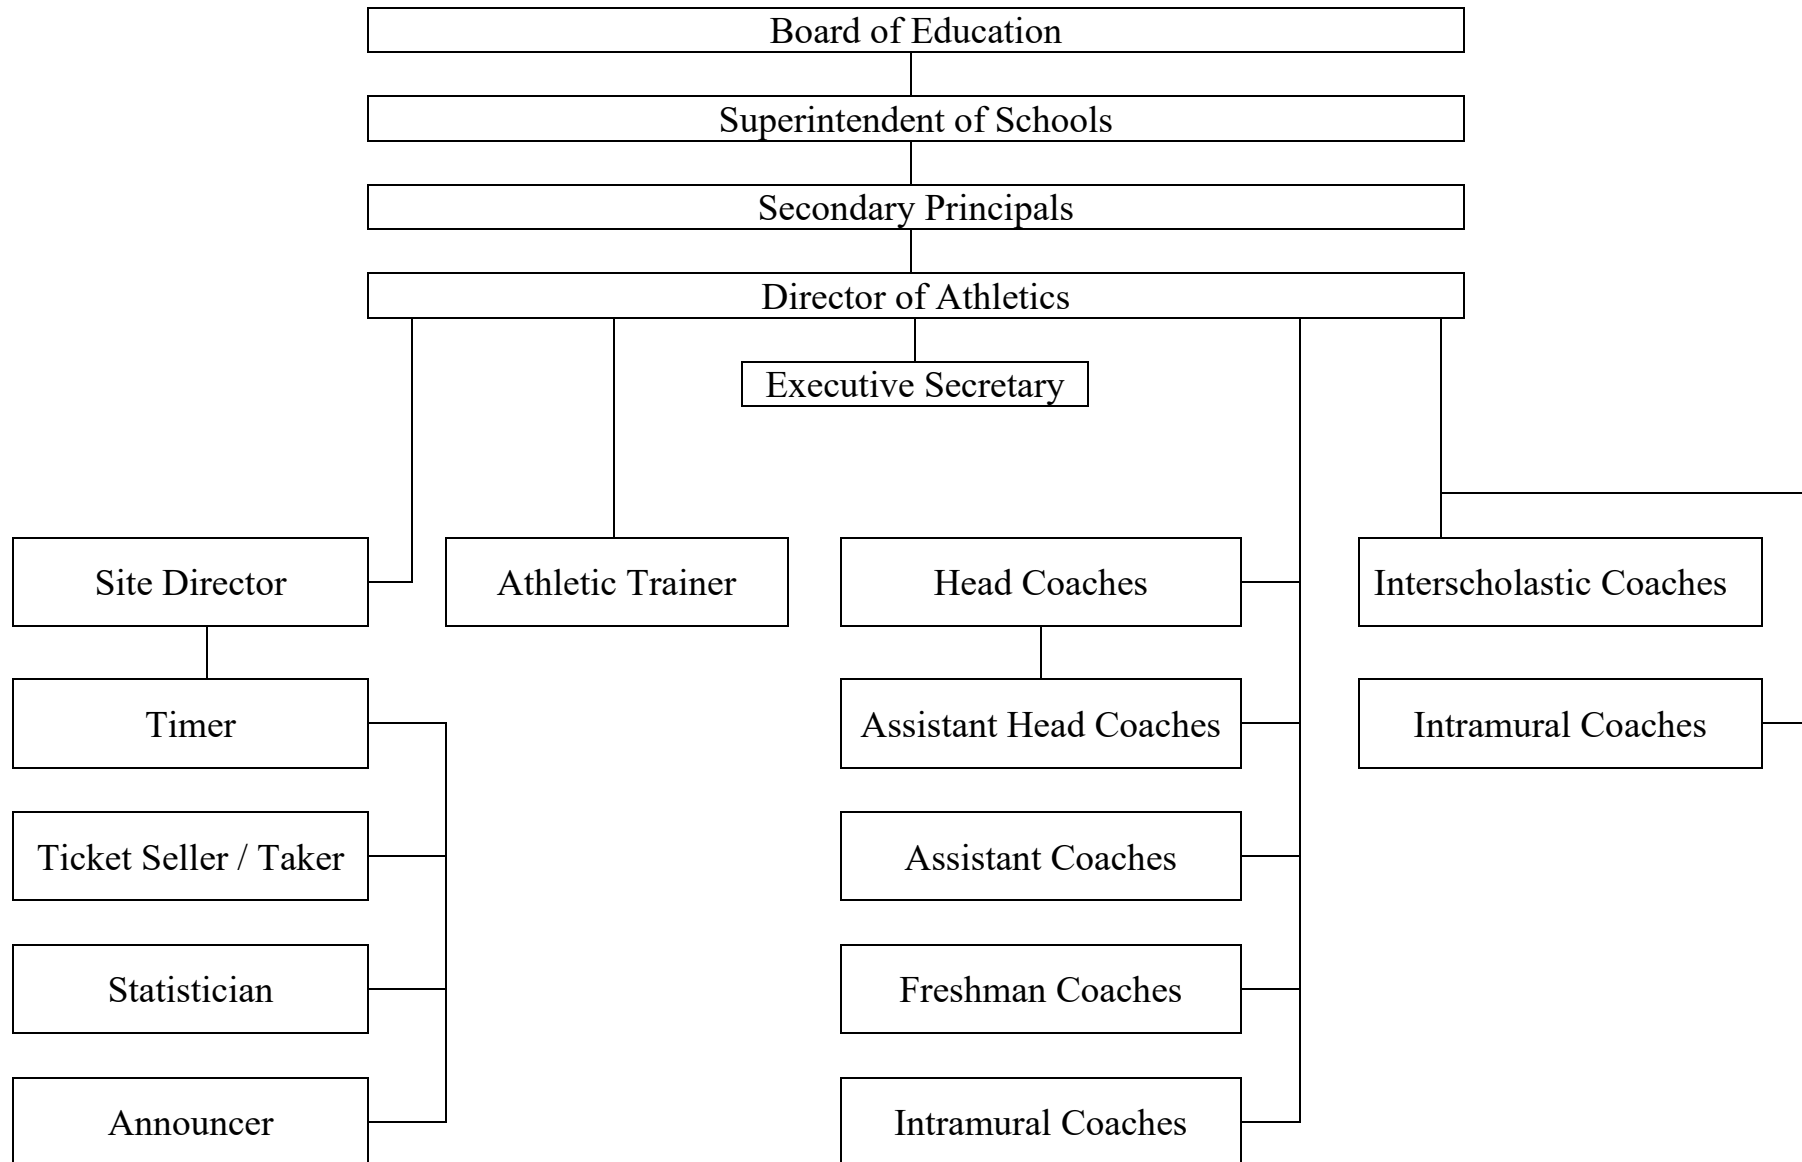 Board of Education
Superintendent of Schools
Secondary Principals
Director of Athletics
Executive Secretary
Site Director
Athletic Trainer
Head Coaches
Interscholastic Coaches
Timer
Assistant Head Coaches
Intramural Coaches
Ticket Seller / Taker
Assistant Coaches
Statistician
Freshman Coaches
Announcer
Intramural Coaches